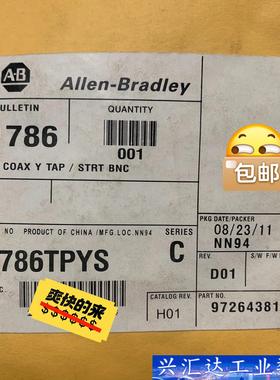 AB Allen-Bradley
ULLETIN QUANTITY
786 001
COAX Y TAP / STRT BNC
包邮
NO PRODUCT OF CHINA /MFG.LOC.NN94 SERIES
786TPYS C
PKG DATE/PACKER
08/23/11
NN94
REV. S/W F/W
D01
CATALOG REV. PART NO.
H01 97264381
爽快的来
$
兴汇达工业